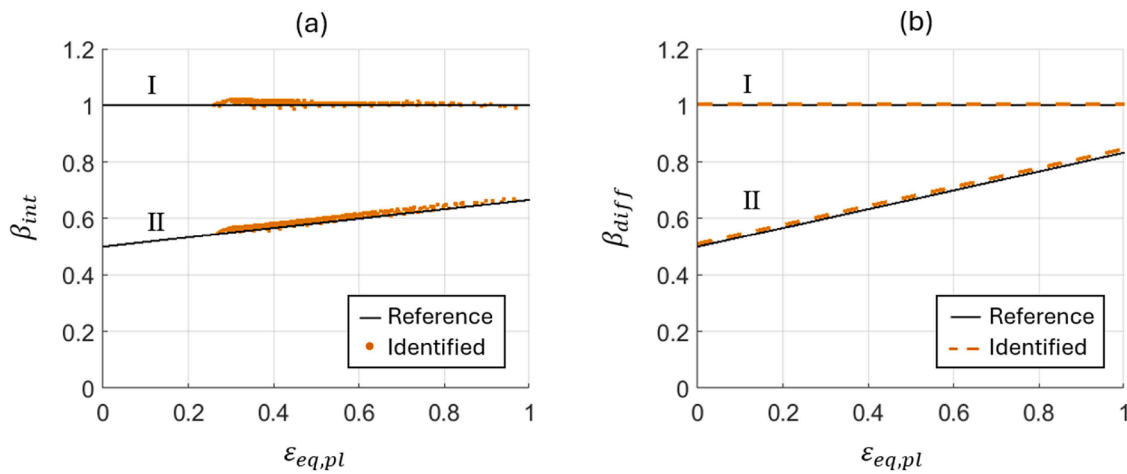 (a)
1.2
I
1
0.8
β_int
0.6
II
0.4
0.2
0
Reference
Identified
0 0.2 0.4 0.6 0.8 1
ε_eq,pl
(b)
1.2
I
1
0.8
β_diff
0.6
II
0.4
0.2
0
Reference
Identified
0 0.2 0.4 0.6 0.8 1
ε_eq,pl